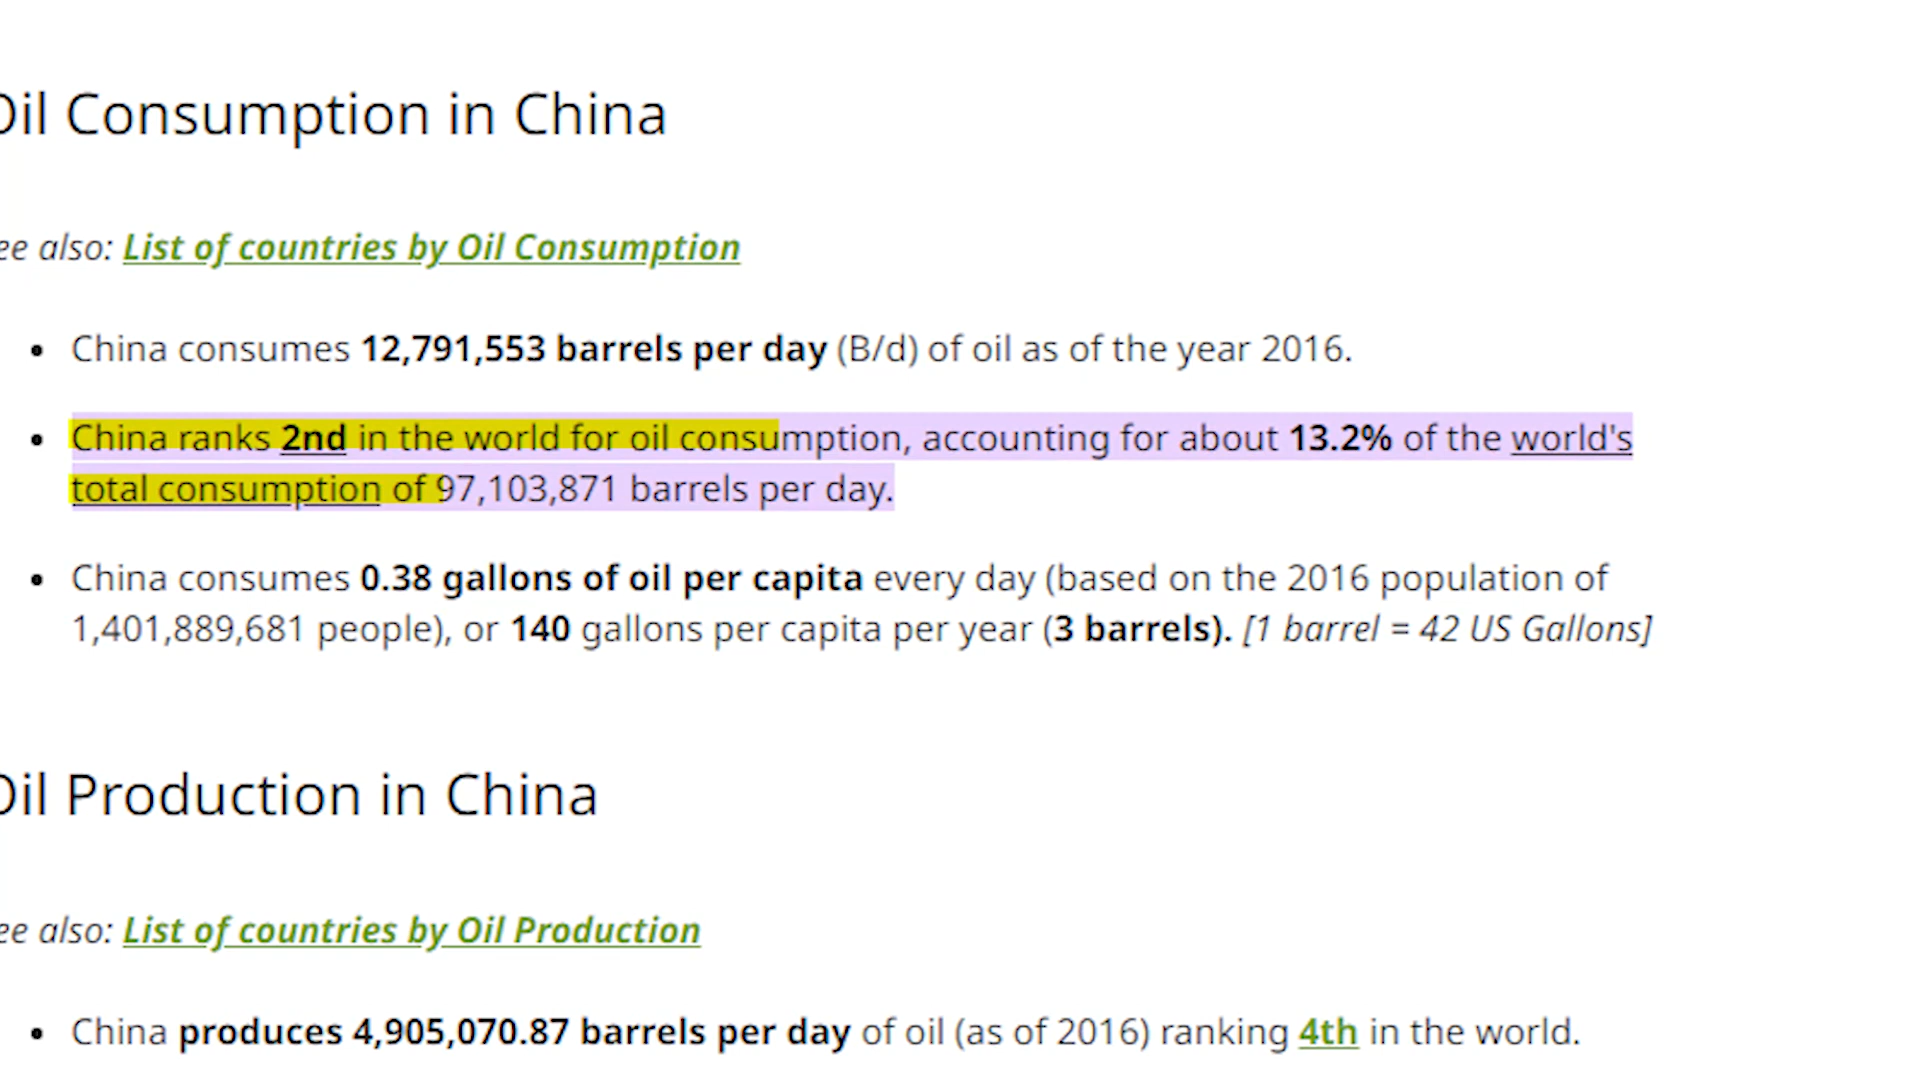 Oil Consumption in China
ee also: List of countries by Oil Consumption
• China consumes 12,791,553 barrels per day (B/d) of oil as of the year 2016.
• China ranks 2nd in the world for oil consumption, accounting for about 13.2% of the world's
total consumption of 97,103,871 barrels per day.
• China consumes 0.38 gallons of oil per capita every day (based on the 2016 population of
1,401,889,681 people), or 140 gallons per capita per year (3 barrels). [1 barrel = 42 US Gallons]
Oil Production in China
ee also: List of countries by Oil Production
• China produces 4,905,070.87 barrels per day of oil (as of 2016) ranking 4th in the world.